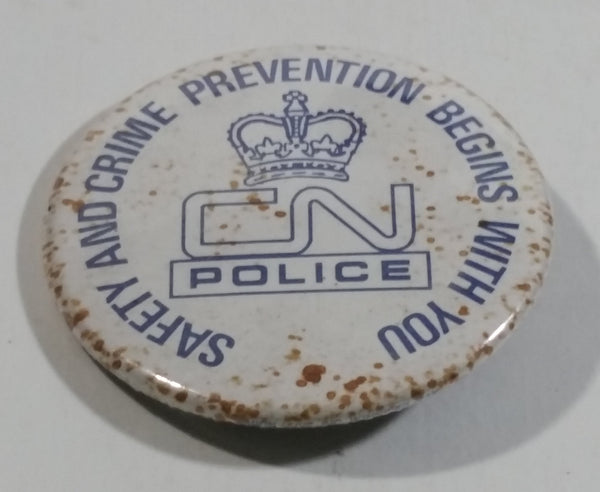 SAFETY AND CRIME PREVENTION BEGINS WITH YOU
CN
POLICE